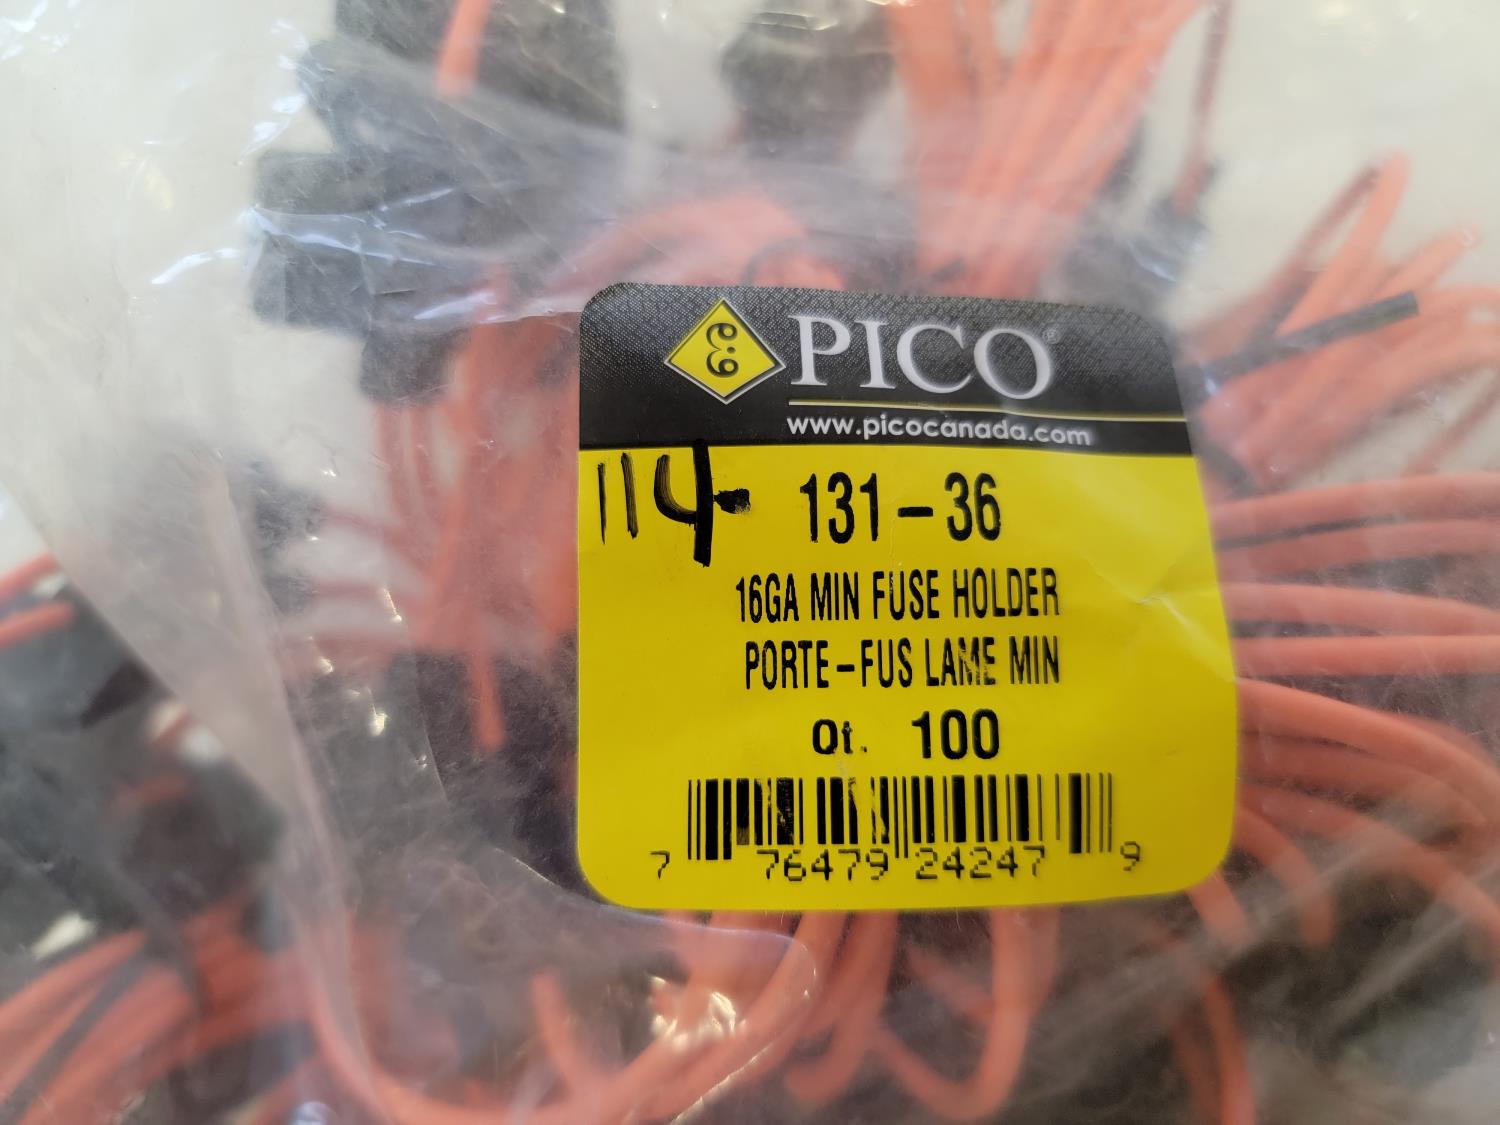 PICO®
www.picocanada.com
114- 131-36
16GA MIN FUSE HOLDER
PORTE-FUS LAME MIN
Qt. 100
7 76479 24247 9